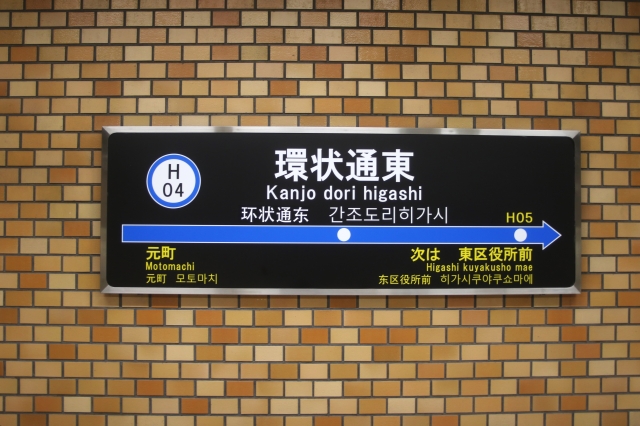 H
04
環状通東
Kanjo dori higashi
环状通东 간조도리히가시
H05
元町
Motomachi
元町 모토마치
次は 東区役所前
Higashi kuyakusho mae
东区役所前 히가시쿠야쿠쇼마에